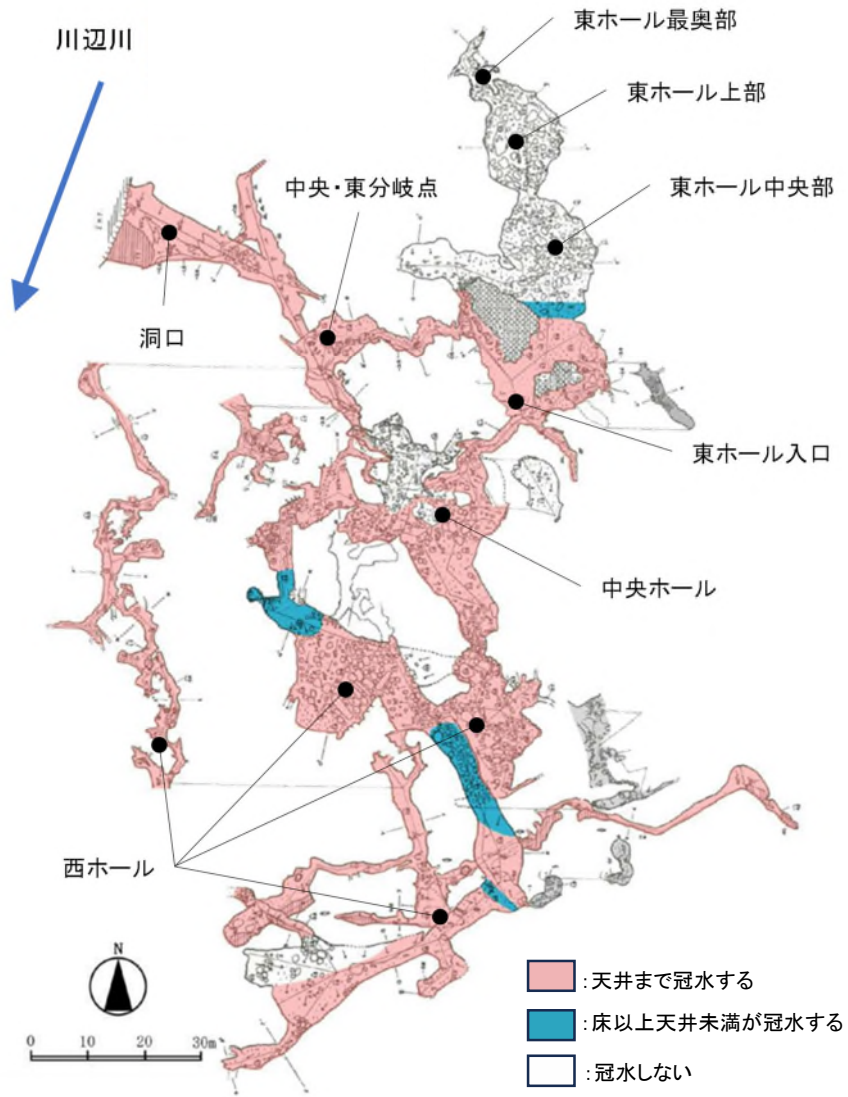 東ホール最奥部
川辺川
東ホール上部
中央・東分岐点
東ホール中央部
洞口
東ホール入口
中央ホール
西ホール
N
0 10 20 30m
:天井まで冠水する
:床以上天井未満が冠水する
:冠水しない